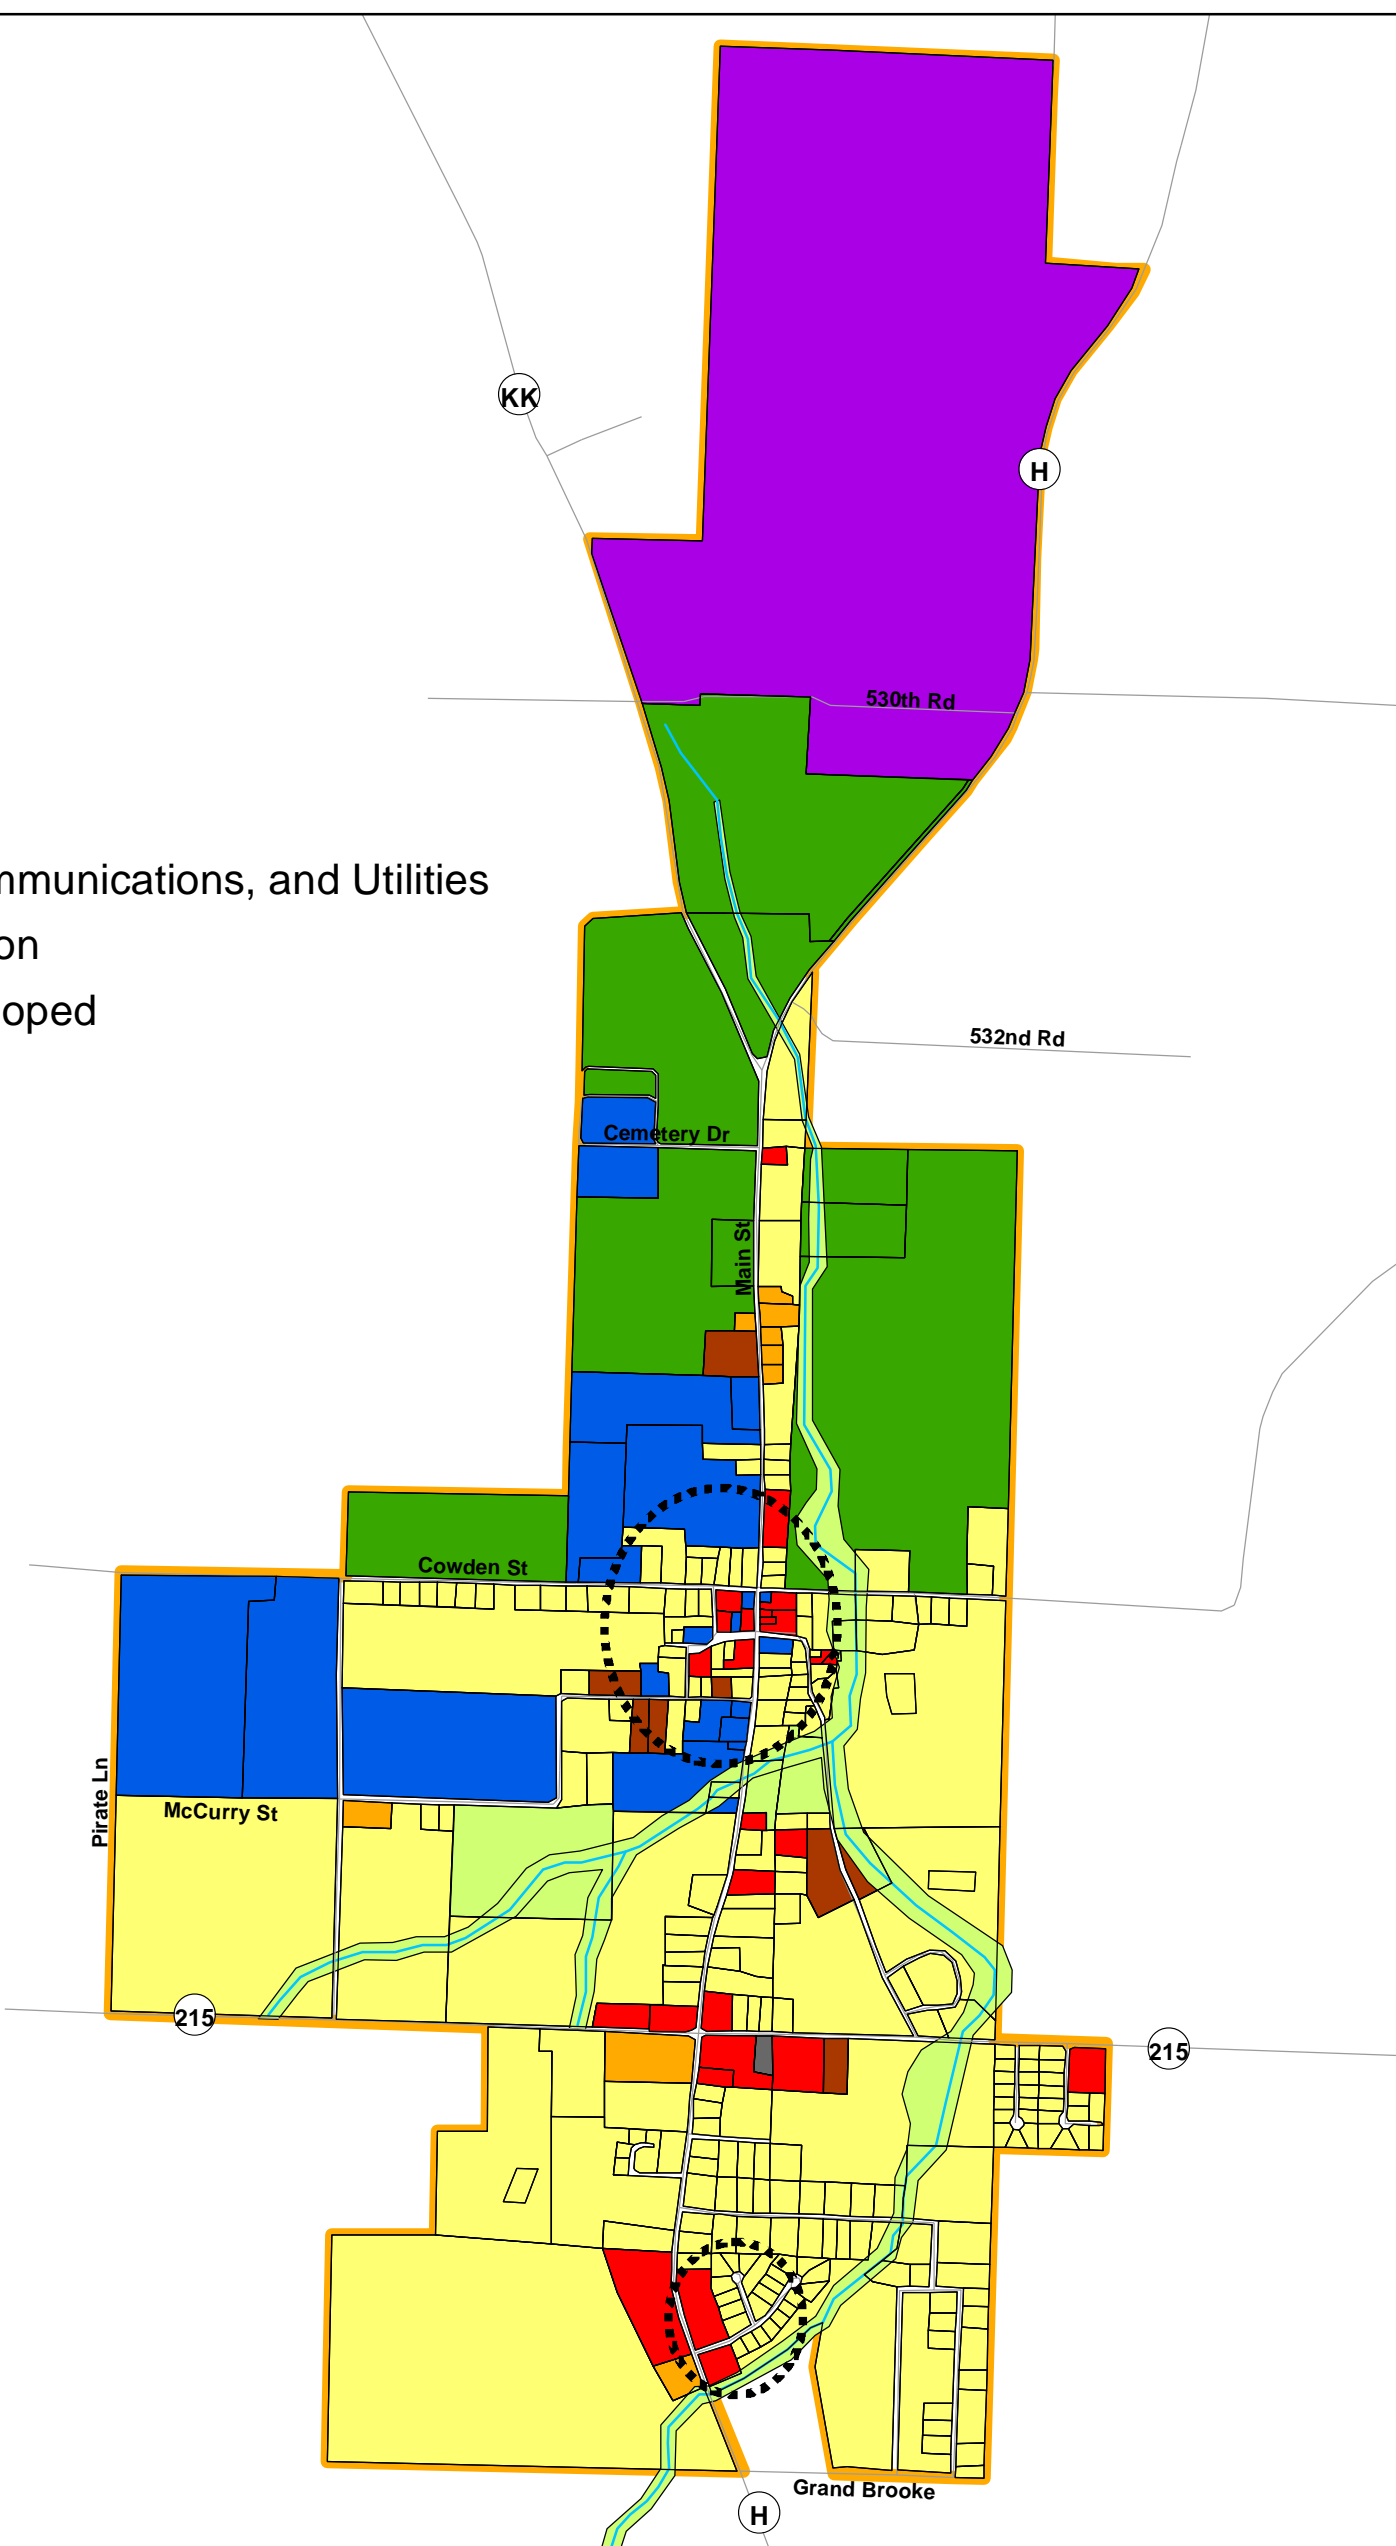 KK
H
530th Rd
mmunications, and Utilities
on
oped
532nd Rd
Cemetery Dr
Main St
Cowden St
Pirate Ln
McCurry St
215
215
Grand Brooke
H